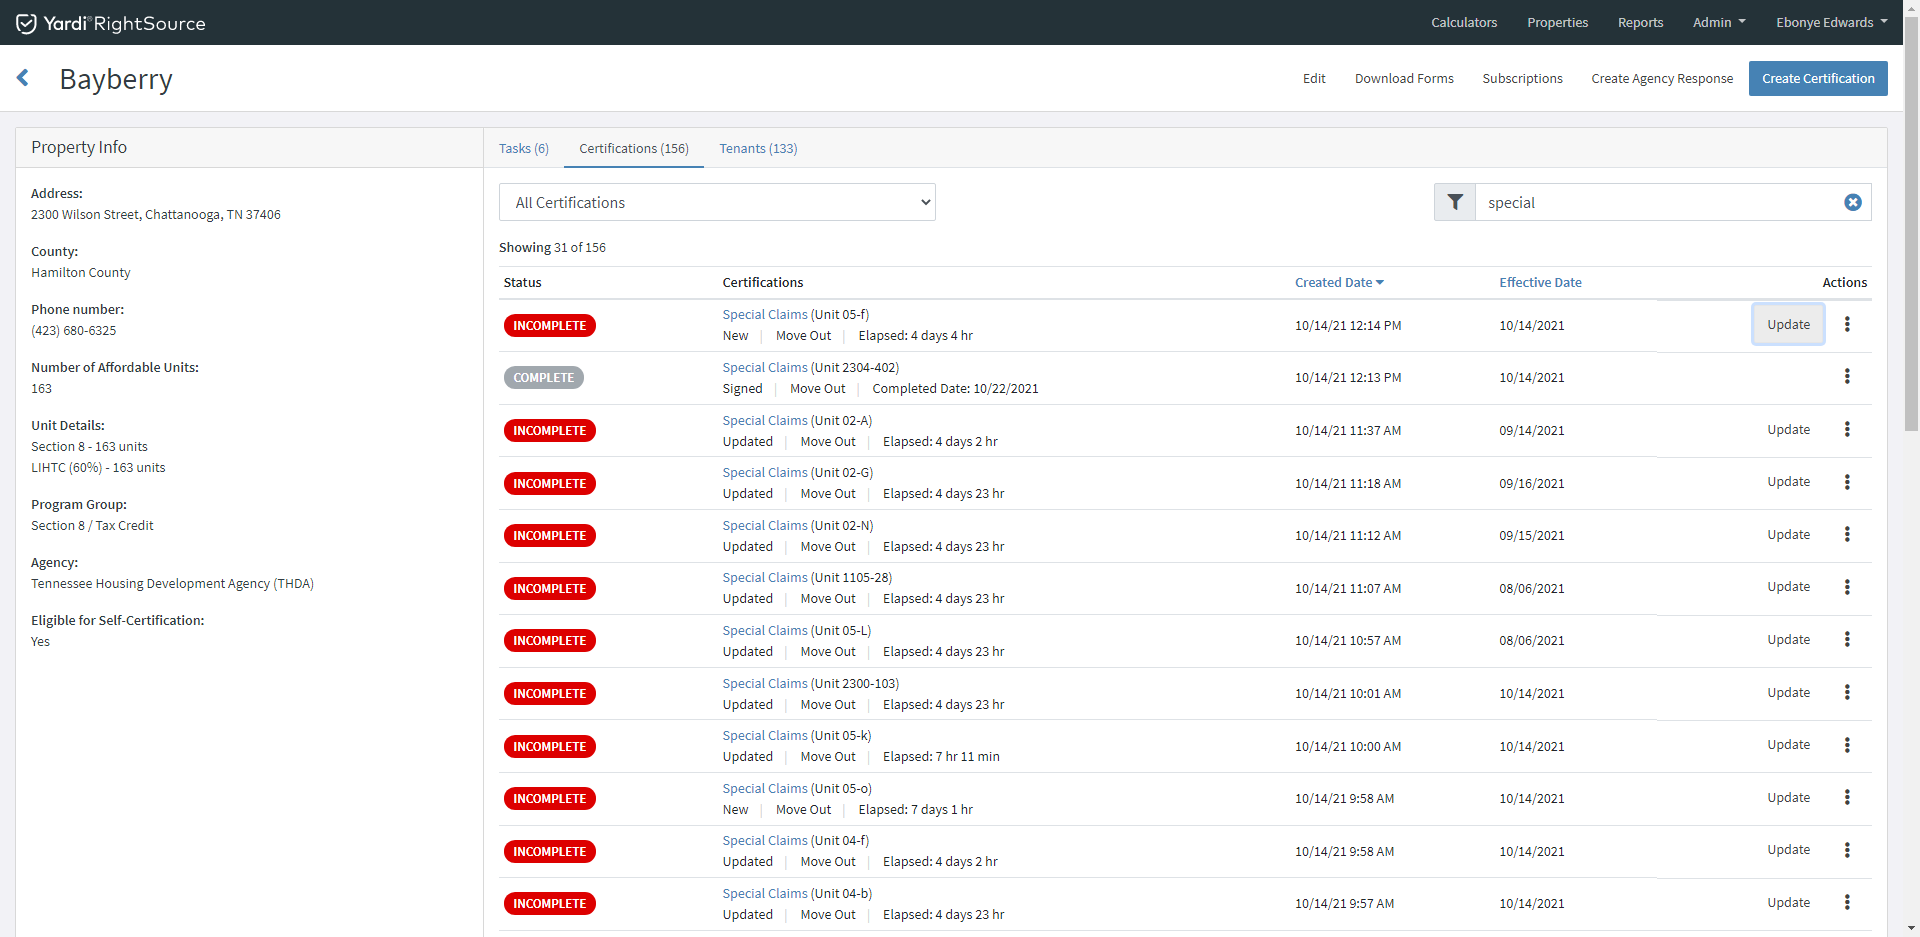 Yardi® RightSource
Calculators Properties Reports Admin Ebonye Edwards
Bayberry
Edit Download Forms Subscriptions Create Agency Response Create Certification
Property Info
Address:
2300 Wilson Street, Chattanooga, TN 37406
County:
Hamilton County
Phone number:
(423) 680-6325
Number of Affordable Units:
163
Unit Details:
Section 8 - 163 units
LIHTC (60%) - 163 units
Program Group:
Section 8 / Tax Credit
Agency:
Tennessee Housing Development Agency (THDA)
Eligible for Self-Certification:
Yes
Tasks (6) Certifications (156) Tenants (133)
All Certifications
special
Showing 31 of 156
Status Certifications Created Date Effective Date Actions
INCOMPLETE Special Claims (Unit 05-f) 10/14/21 12:14 PM 10/14/2021 Update
New | Move Out | Elapsed: 4 days 4 hr
COMPLETE Special Claims (Unit 2304-402) 10/14/21 12:13 PM 10/14/2021
Signed | Move Out | Completed Date: 10/22/2021
INCOMPLETE Special Claims (Unit 02-A) 10/14/21 11:37 AM 09/14/2021 Update
Updated | Move Out | Elapsed: 4 days 2 hr
INCOMPLETE Special Claims (Unit 02-G) 10/14/21 11:18 AM 09/16/2021 Update
Updated | Move Out | Elapsed: 4 days 23 hr
INCOMPLETE Special Claims (Unit 02-N) 10/14/21 11:12 AM 09/15/2021 Update
Updated | Move Out | Elapsed: 4 days 23 hr
INCOMPLETE Special Claims (Unit 1105-28) 10/14/21 11:07 AM 08/06/2021 Update
Updated | Move Out | Elapsed: 4 days 23 hr
INCOMPLETE Special Claims (Unit 05-L) 10/14/21 10:57 AM 08/06/2021 Update
Updated | Move Out | Elapsed: 4 days 23 hr
INCOMPLETE Special Claims (Unit 2300-103) 10/14/21 10:01 AM 10/14/2021 Update
Updated | Move Out | Elapsed: 4 days 23 hr
INCOMPLETE Special Claims (Unit 05-k) 10/14/21 10:00 AM 10/14/2021 Update
Updated | Move Out | Elapsed: 7 hr 11 min
INCOMPLETE Special Claims (Unit 05-o) 10/14/21 9:58 AM 10/14/2021 Update
New | Move Out | Elapsed: 7 days 1 hr
INCOMPLETE Special Claims (Unit 04-f) 10/14/21 9:58 AM 10/14/2021 Update
Updated | Move Out | Elapsed: 4 days 2 hr
INCOMPLETE Special Claims (Unit 04-b) 10/14/21 9:57 AM 10/14/2021 Update
Updated | Move Out | Elapsed: 4 days 23 hr